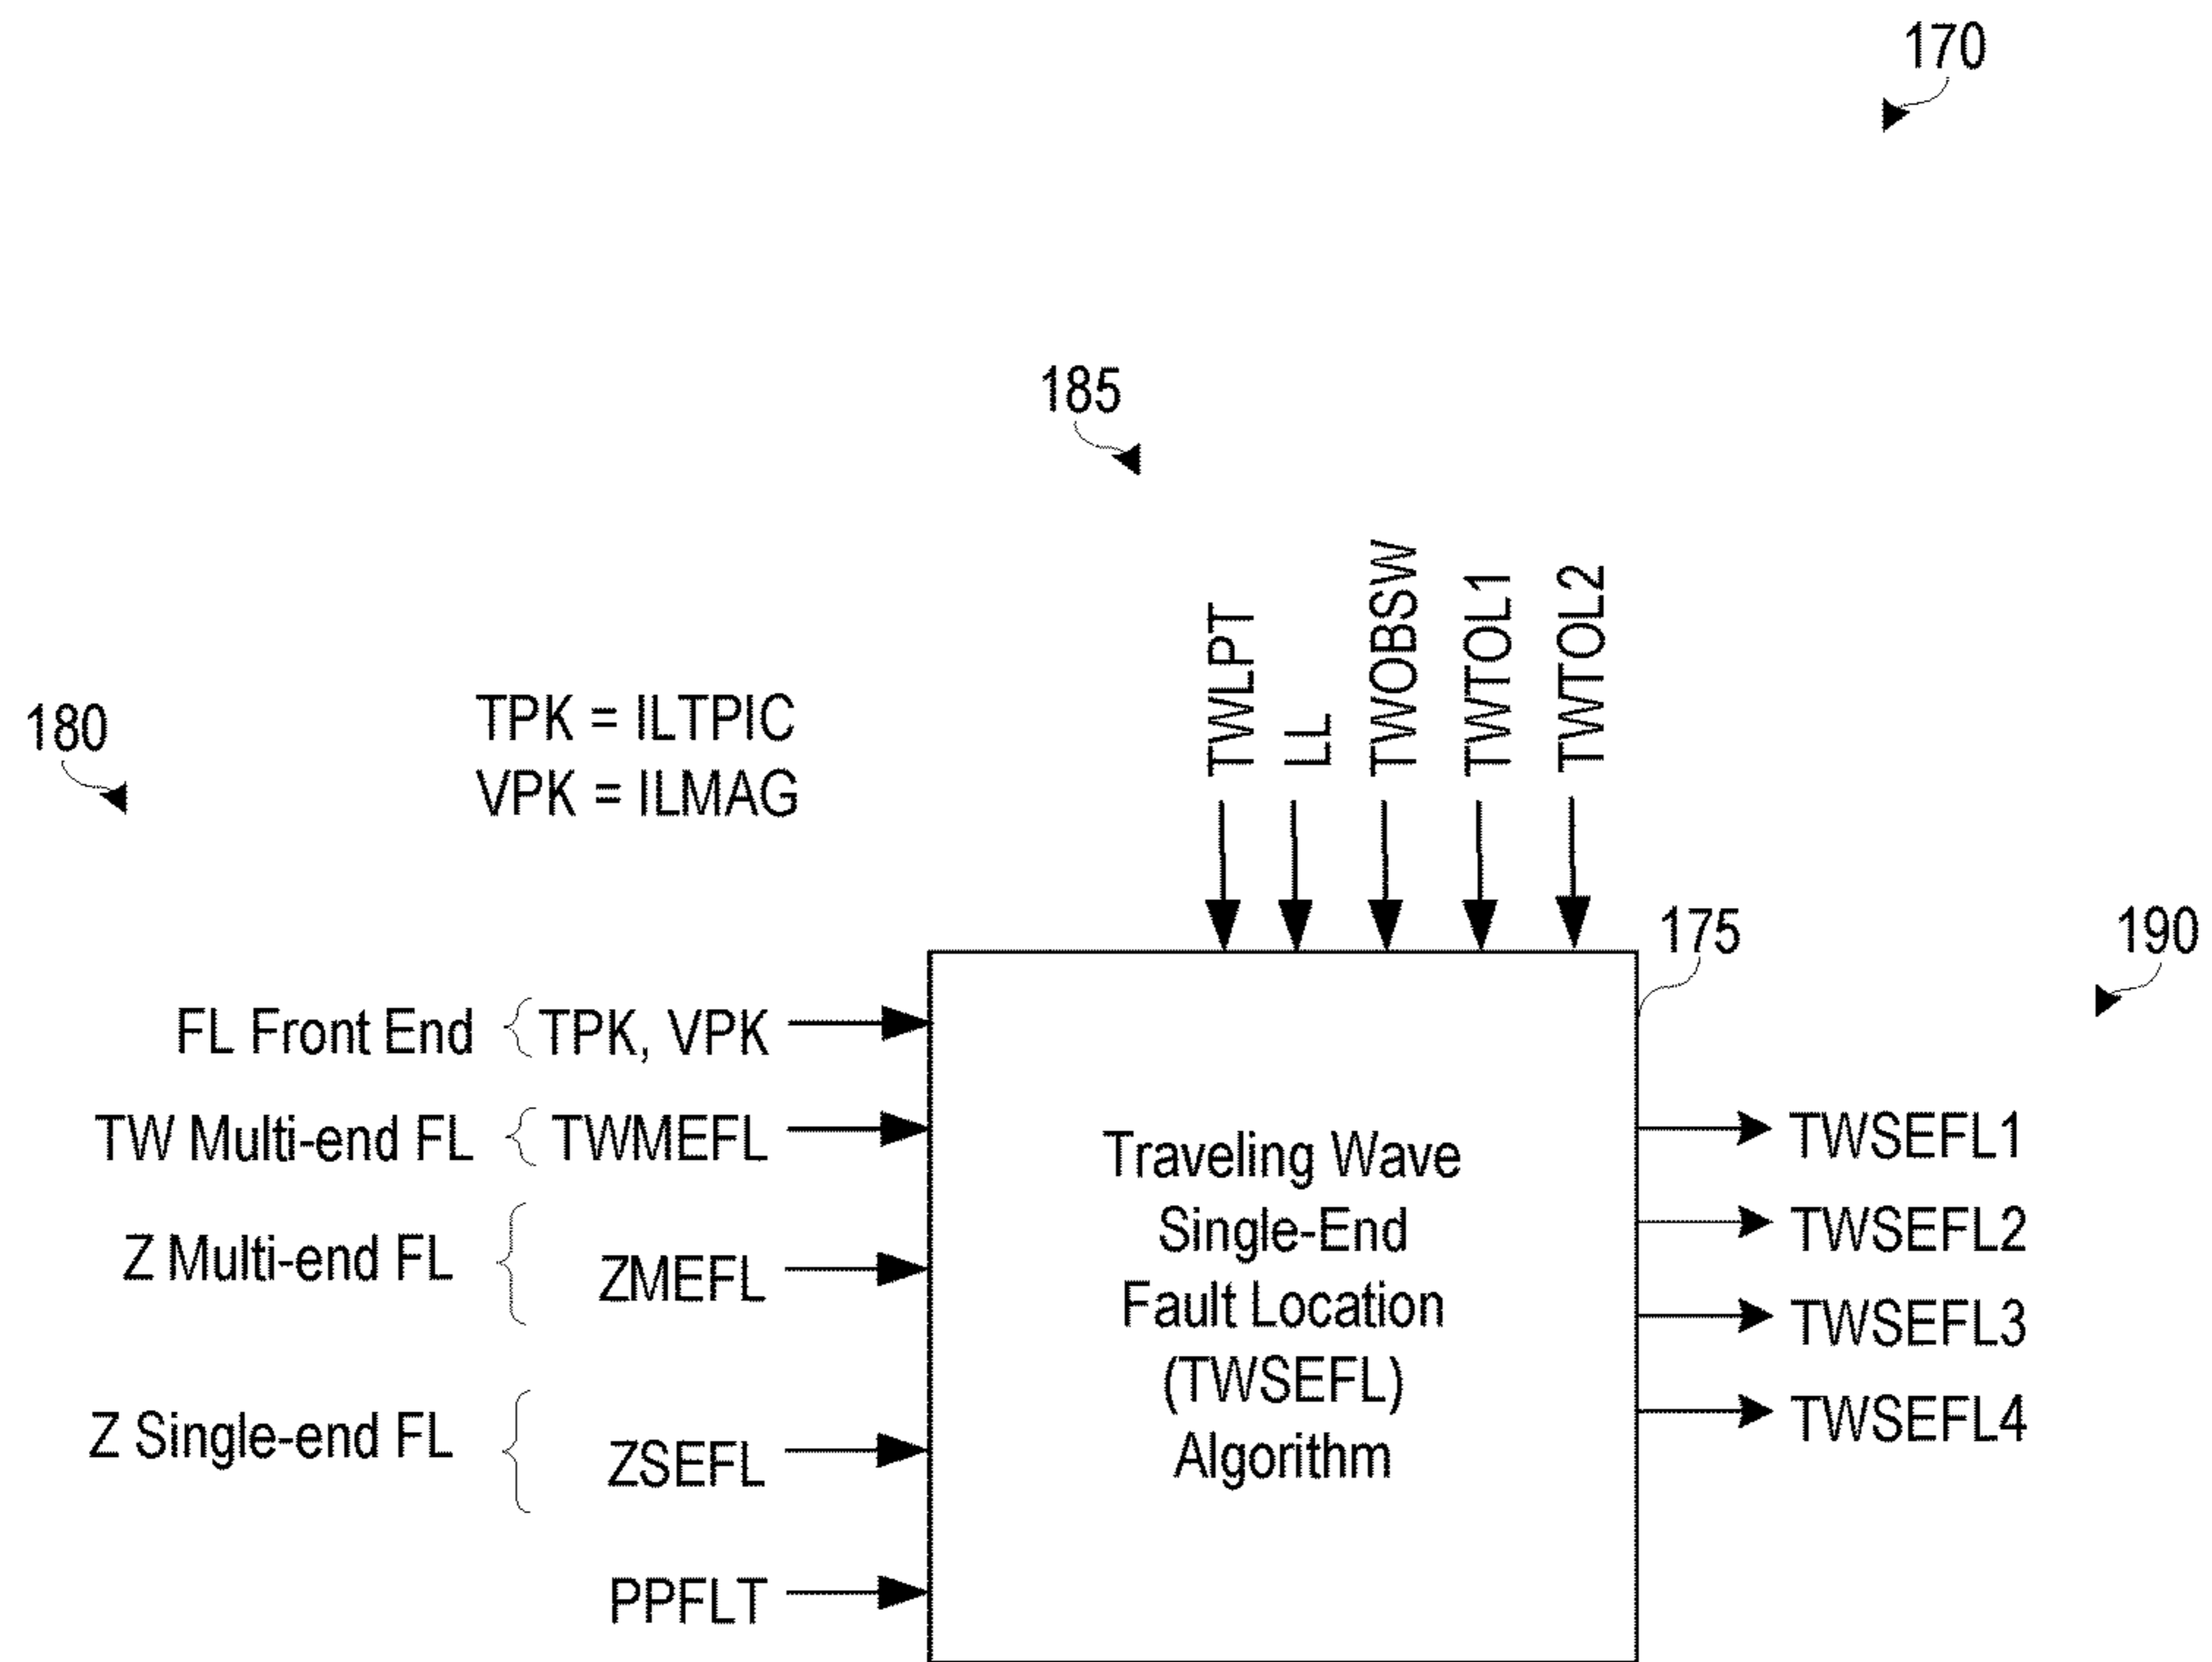 170
185
TWLPT
LL
TWOBSW
TWTOL1
TWTOL2
180
TPK = ILTPIC
VPK = ILMAG
175
190
FL Front End { TPK, VPK
TW Multi-end FL { TWMEFL
Z Multi-end FL { ZMEFL
Z Single-end FL { ZSEFL
PPFLT
Traveling Wave
Single-End
Fault Location
(TWSEFL)
Algorithm
TWSEFL1
TWSEFL2
TWSEFL3
TWSEFL4